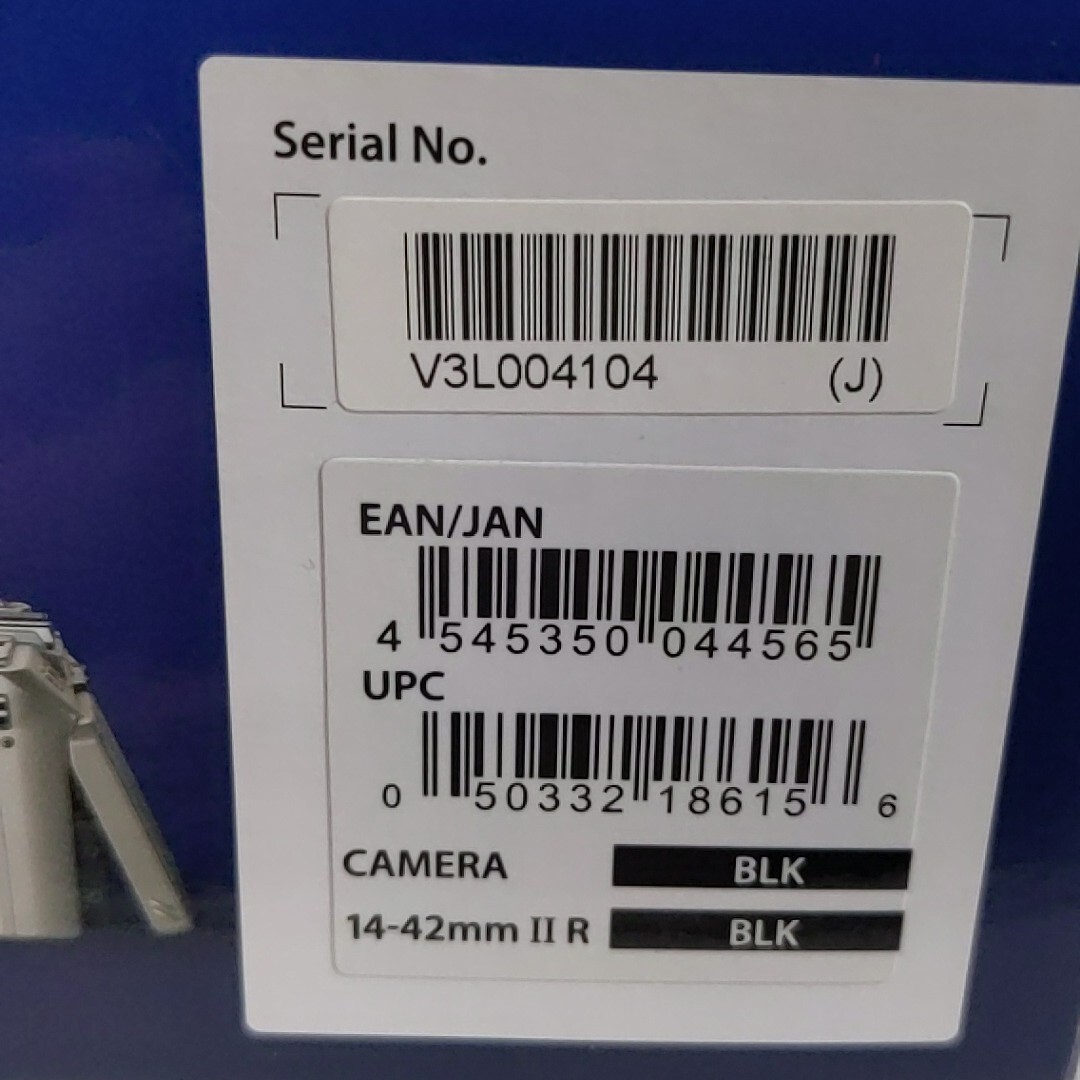 Serial No.
V3L004104 (J)
EAN/JAN
4 545350 044565
UPC
0 50332 18615 6
CAMERA BLK
14-42mm II R BLK